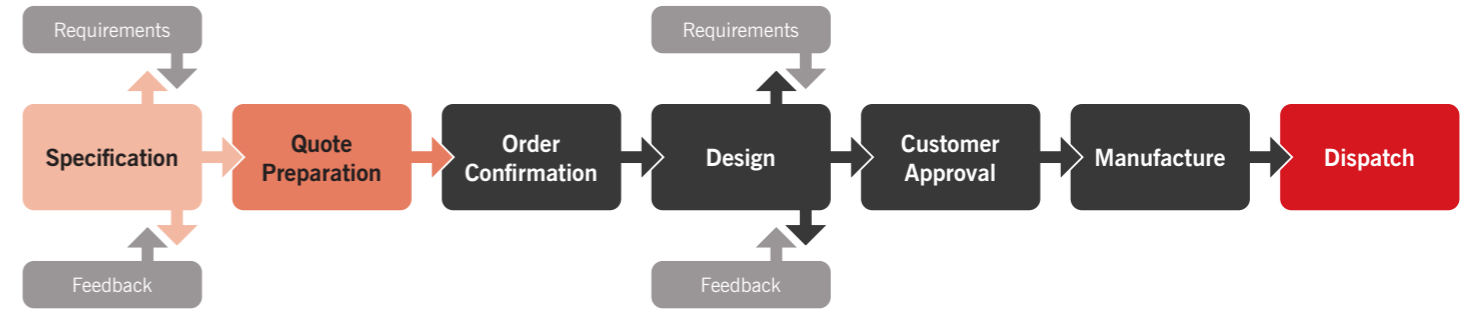 Requirements
Requirements
Specification
Quote
Preparation
Order
Confirmation
Design
Customer
Approval
Manufacture
Dispatch
Feedback
Feedback